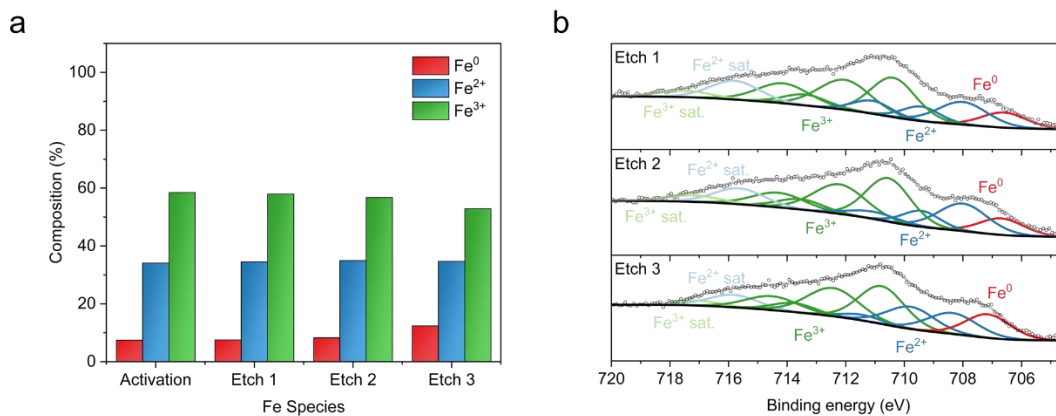 a
Composition (%)
100
80
60
40
20
0
Fe⁰
Fe²⁺
Fe³⁺
Activation
Etch 1
Etch 2
Etch 3
Fe Species
b
Etch 1
Fe²⁺ sat.
Fe³⁺ sat.
Fe³⁺
Fe²⁺
Fe⁰
Etch 2
Fe²⁺ sat.
Fe³⁺ sat.
Fe³⁺
Fe²⁺
Fe⁰
Etch 3
Fe²⁺ sat.
Fe³⁺ sat.
Fe³⁺
Fe²⁺
Fe⁰
720 718 716 714 712 710 708 706
Binding energy (eV)